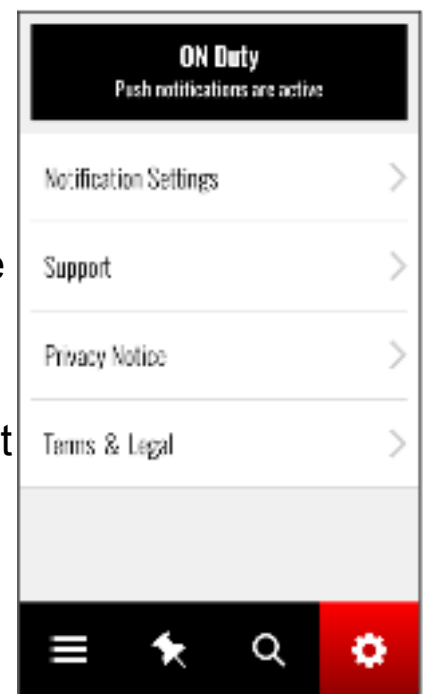 ON Duty
Push notifications are active
Notification Settings
e
Support
Privacy Notice
t
Terms & Legal